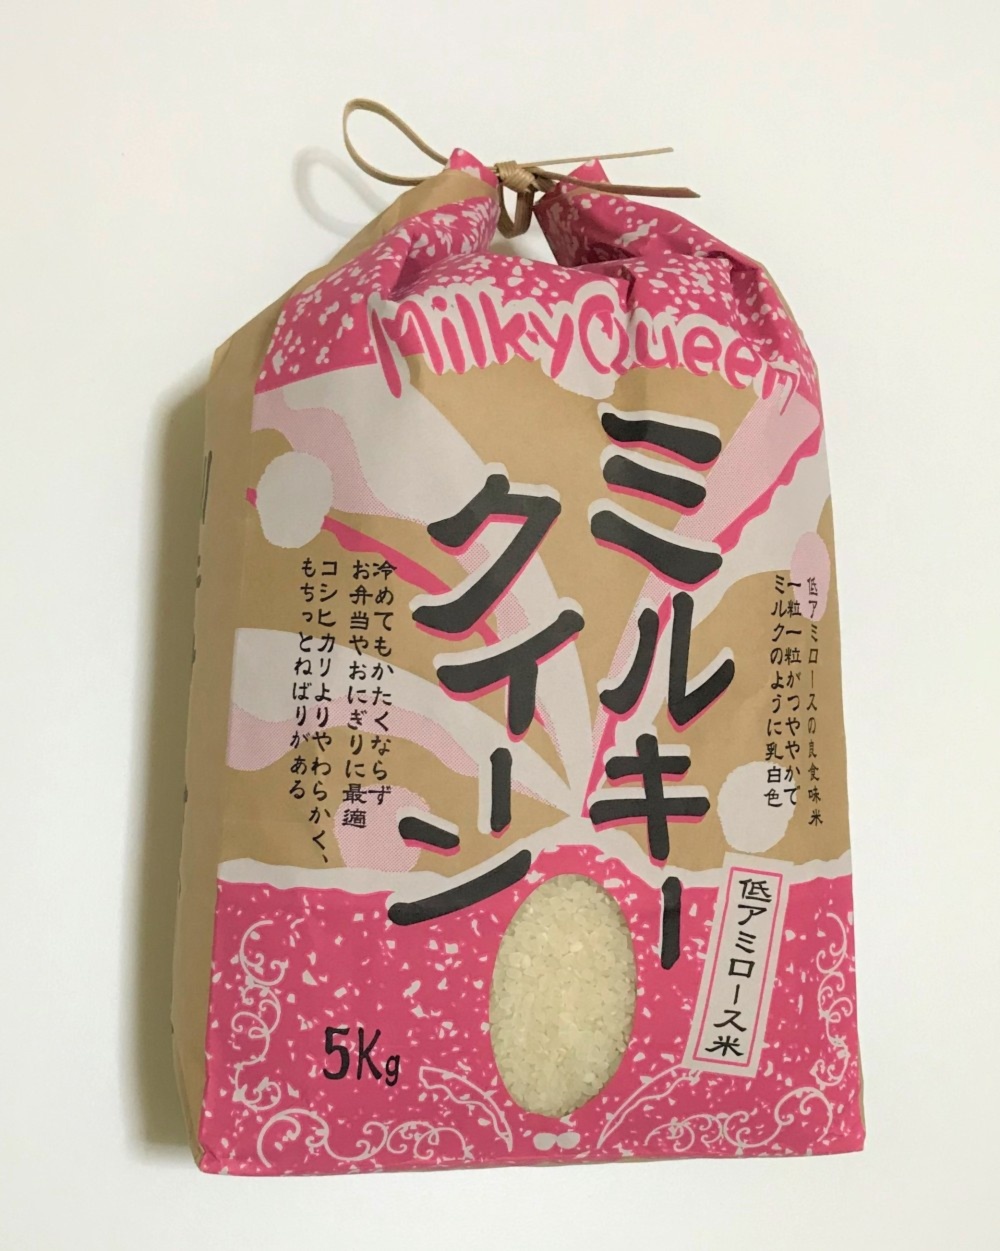 MilkyQueen
ミルキー
クイーン
低アミロースの良食味米
一粒一粒がつややかで
ミルクのように乳白色
冷めてもかたくならず
お弁当やおにぎりに最適
コシヒカリよりやわらかく、
もちっとねばりがある
低アミロース米
5Kg